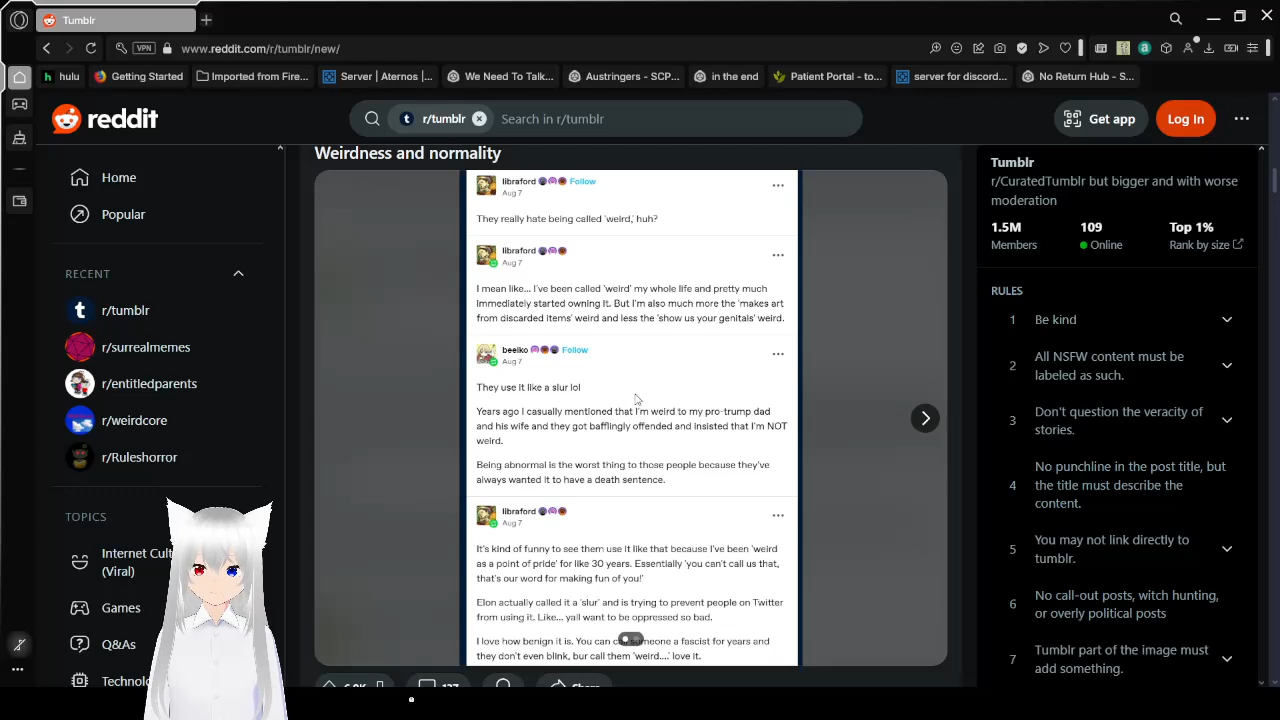 Tumblr
VPN
www.reddit.com/r/tumblr/new/
hulu
Getting Started
Imported from Fire...
Server | Aternos |...
We Need To Talk...
Austringers - SCP...
in the end
Patient Portal - to...
server for discord...
No Return Hub - S...
reddit
r/tumblr
Search in r/tumblr
Get app
Log In
Home
Popular
RECENT
r/tumblr
r/surrealmemes
r/entitledparents
r/weirdcore
r/Ruleshorror
TOPICS
Internet Cult
(Viral)
Games
Q&As
Technolo
Weirdness and normality
libraford Follow
Aug 7
They really hate being called 'weird,' huh?
libraford
Aug 7
I mean like... I've been called 'weird' my whole life and pretty much
immediately started owning it. But I'm also much more the 'makes art
from discarded items' weird and less the 'show us your genitals' weird.
beeiko Follow
Aug 7
They use it like a slur lol
Years ago I casually mentioned that I'm weird to my pro-trump dad
and his wife and they got bafflingly offended and insisted that I'm NOT
weird.
Being abnormal is the worst thing to those people because they've
always wanted it to have a death sentence.
libraford
Aug 7
It's kind of funny to see them use it like that because I've been 'weird
as a point of pride' for like 30 years. Essentially 'you can't call us that,
that's our word for making fun of you!'
Elon actually called it a 'slur' and is trying to prevent people on Twitter
from using it. Like... yall want to be oppressed so bad.
I love how benign it is. You can call someone a fascist for years and
they don't even blink, bur call them 'weird....' love it.
Tumblr
r/CuratedTumblr but bigger and with worse
moderation
1.5M
Members
109
Online
Top 1%
Rank by size
RULES
1 Be kind
2 All NSFW content must be
labeled as such.
3 Don't question the veracity of
stories.
4 No punchline in the post title, but
the title must describe the
content.
5 You may not link directly to
tumblr.
6 No call-out posts, witch hunting,
or overly political posts
7 Tumblr part of the image must
add something.